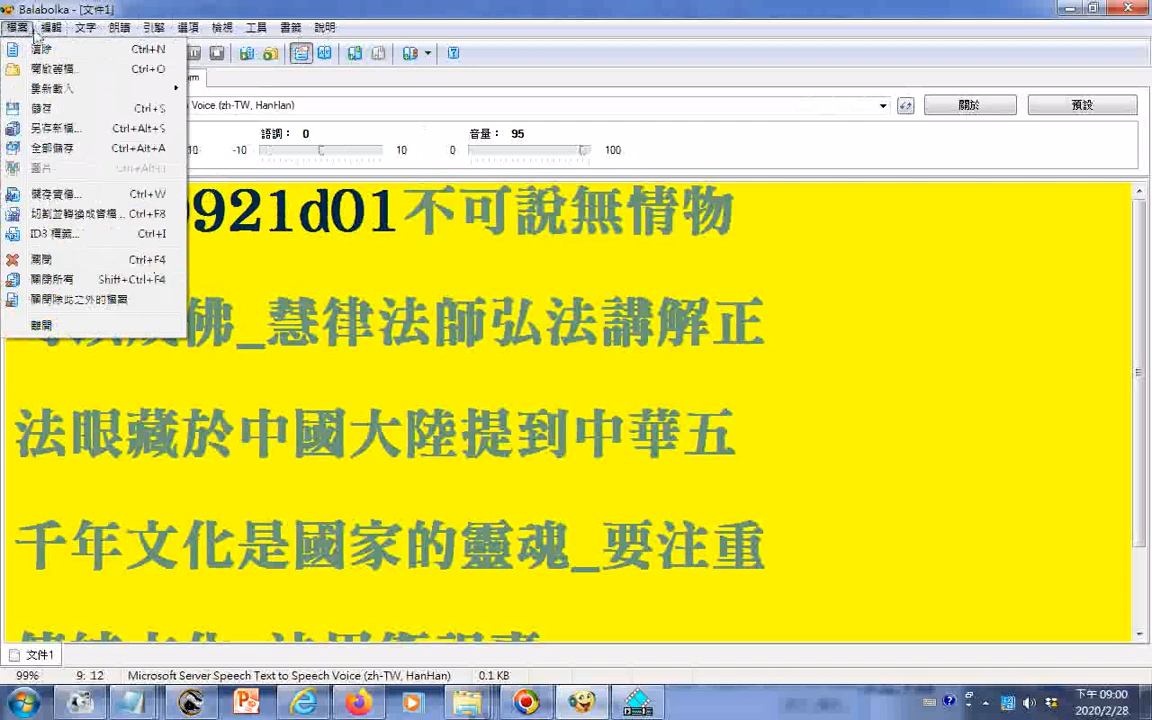 Balabolka - [文件1]
檔案 編輯 文字 朗讀 引擎 選項 檢視 工具 書籤 說明
清除 Ctrl+N
開啟舊檔... Ctrl+O
重新載入
儲存 Ctrl+S
另存新檔... Ctrl+Alt+S
全部儲存 Ctrl+Alt+A
圖片
儲存音檔... Ctrl+W
切割並轉換成音檔... Ctrl+F8
ID3 標籤... Ctrl+I
關閉 Ctrl+F4
關閉所有 Shift+Ctrl+F4
關閉除此之外的檔案
離開
Voice (zh-TW, HanHan)
關於
預設
10
語調： 0
-10
10
音量： 95
0
100
921d01不可說無情物
佛_慧律法師弘法講解正
法眼藏於中國大陸提到中華五
千年文化是國家的靈魂_要注重
文件1
99%
9: 12
Microsoft Server Speech Text to Speech Voice (zh-TW, HanHan)
0.1 KB
下午 09:00
2020/2/28